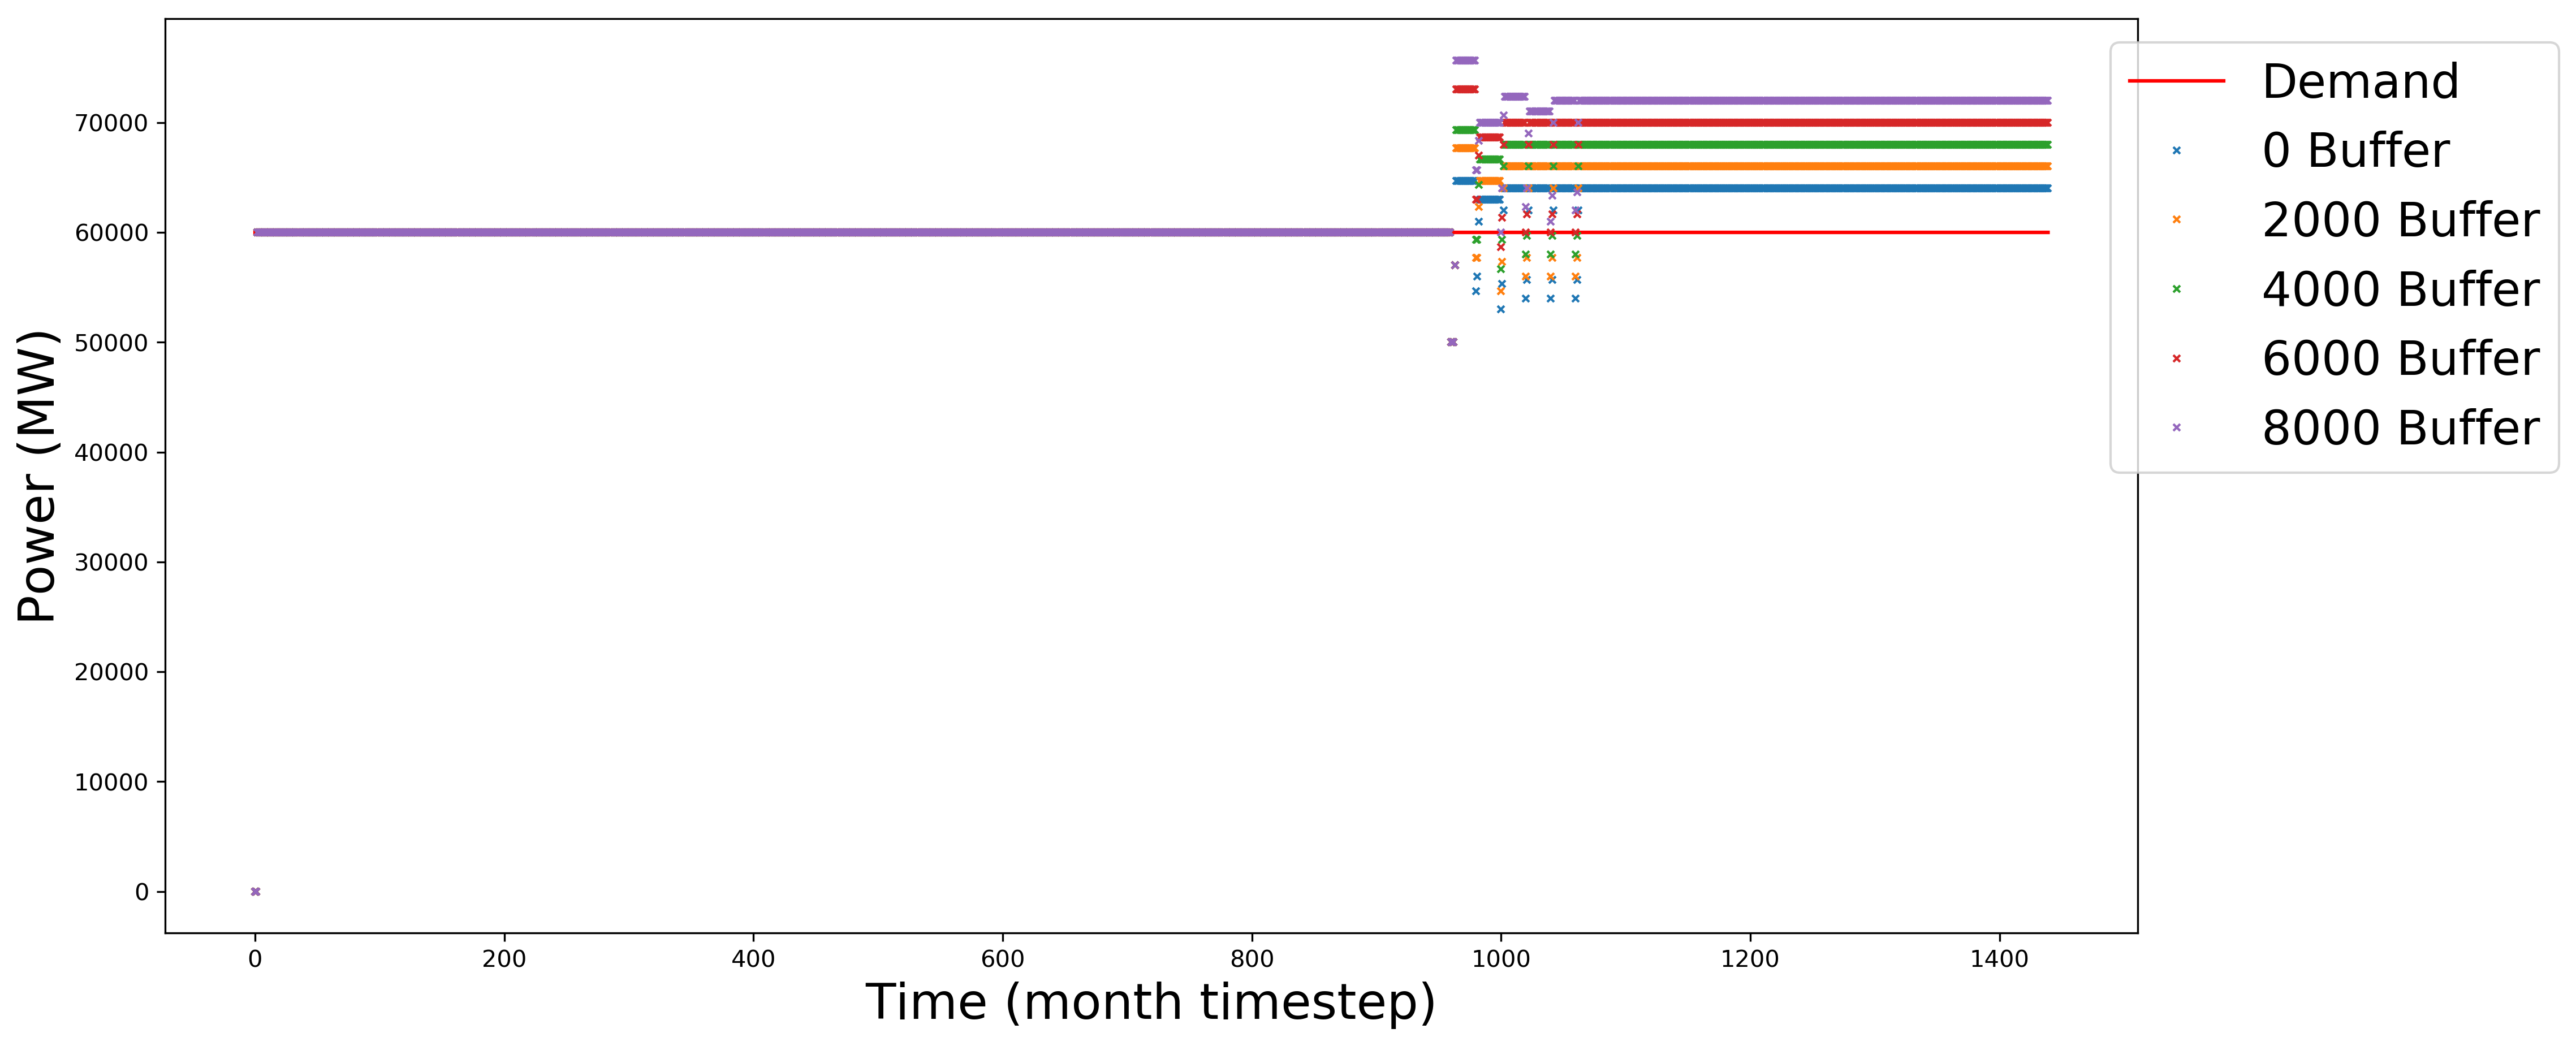 Power (MW)
70000
60000
50000
40000
30000
20000
10000
0
0 200 400 600 800 1000 1200 1400
Time (month timestep)
Demand
0 Buffer
2000 Buffer
4000 Buffer
6000 Buffer
8000 Buffer